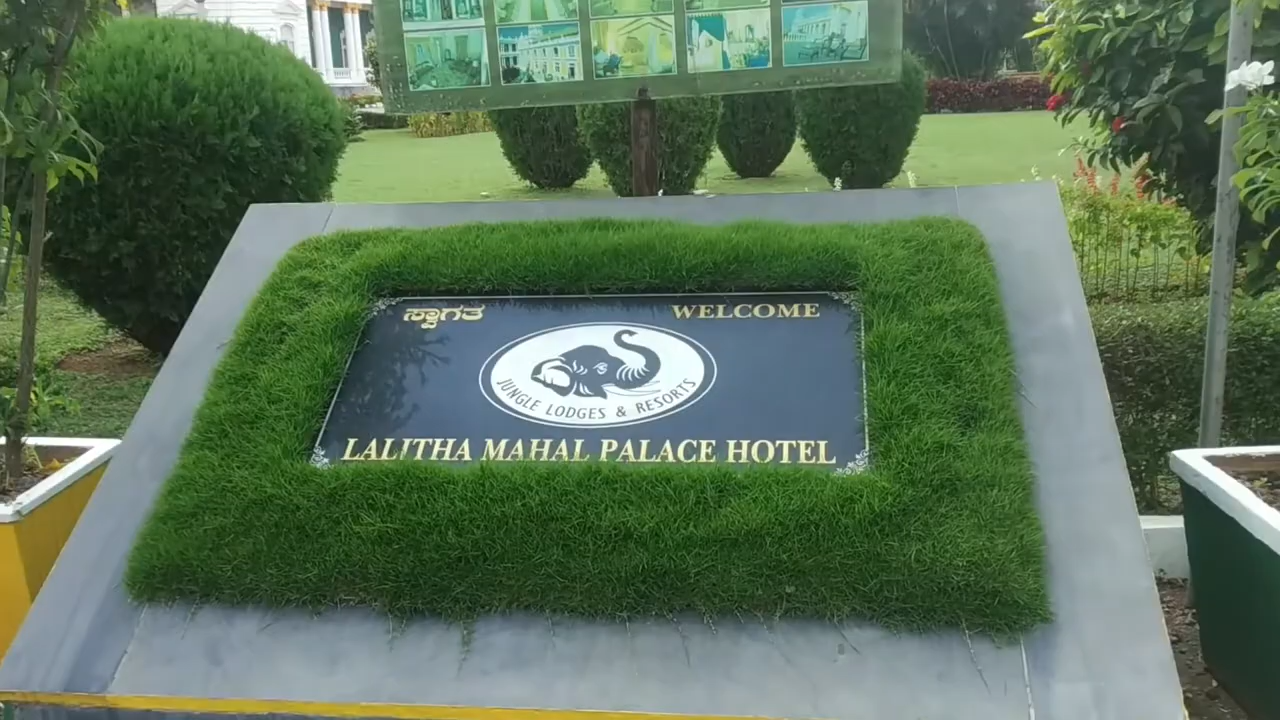 ಸ್ವಾಗತ WELCOME
JUNGLE LODGES & RESORTS
LALITHA MAHAL PALACE HOTEL